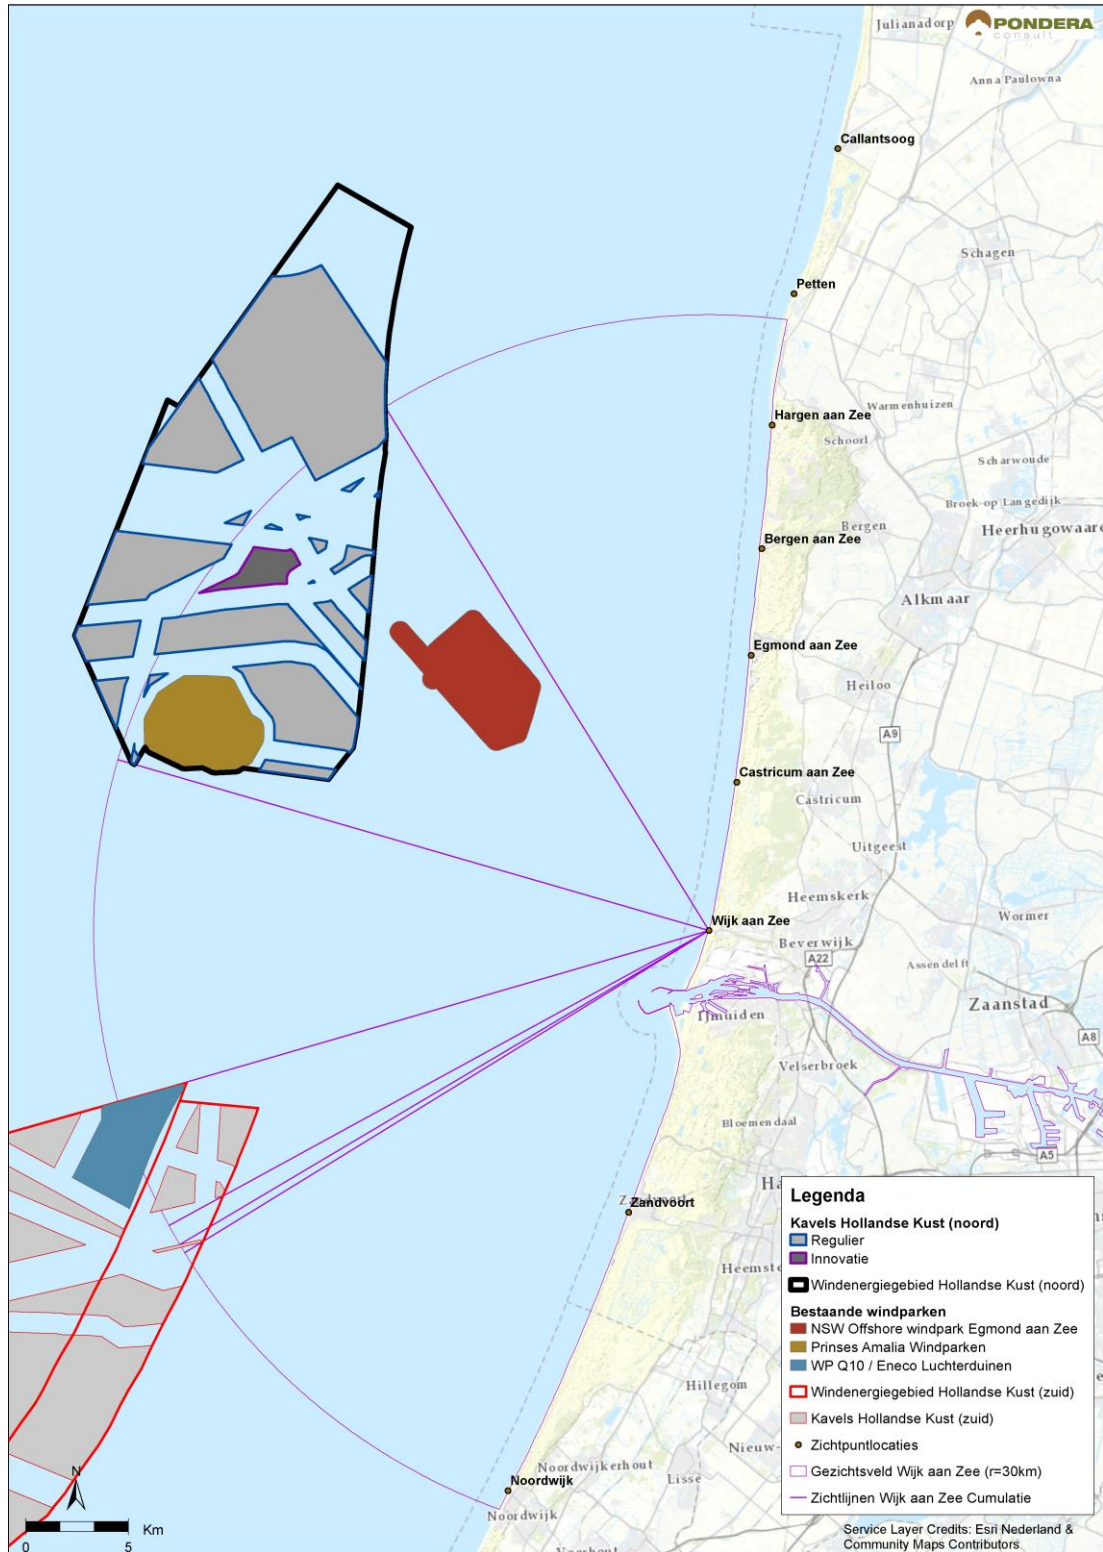 PONDERA
consult
Julianadorp
Anna Paulowna
Callantsoog
Schagen
Petten
Warmenhuizen
Hargen aan Zee
Schoorl
Scharwoude
Broek op Langedijk
Bergen
Heerhugowaard
Bergen aan Zee
Alkmaar
Egmond aan Zee
Heiloo
A9
Castricum aan Zee
Castricum
Uitgeest
Heemskerk
Wijk aan Zee
Wormer
Beverwijk
A22
Assendelft
Zaanstad
IJmuiden
A8
Velserbroek
Bloemendaal
A5
Ha
Zandvoort
Zandvoort
Heemste
Hillegom
Nieuw-
Noordwijkerhout
Lisse
Noordwijk
Noordwijk
Voorhout
Legenda
Kavels Hollandse Kust (noord)
Regulier
Innovatie
Windenergiegebied Hollandse Kust (noord)
Bestaande windparken
NSW Offshore windpark Egmond aan Zee
Prinses Amalia Windparken
WP Q10 / Eneco Luchterduinen
Windenergiegebied Hollandse Kust (zuid)
Kavels Hollandse Kust (zuid)
Zichtpuntlocaties
Gezichtsveld Wijk aan Zee (r=30km)
Zichtlijnen Wijk aan Zee Cumulatie
Service Layer Credits: Esri Nederland &
Community Maps Contributors
N
Km
0 5